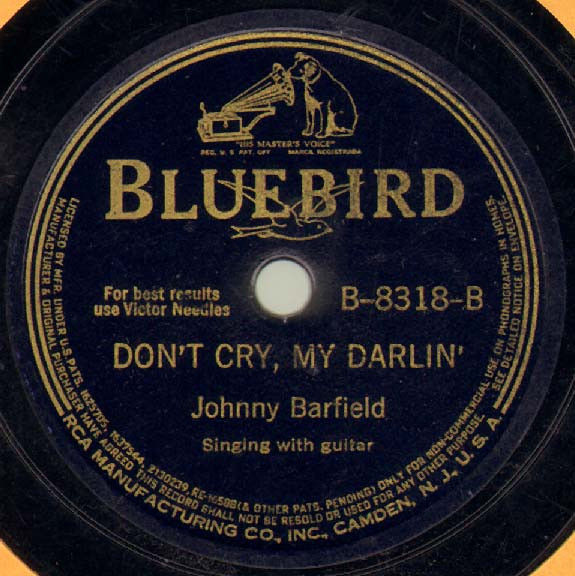 "HIS MASTER'S VOICE"
REG. U. S. PAT. OFF. MARCA REGISTRADA
BLUEBIRD
For best results
use Victor Needles
B-8318-B
DON'T CRY, MY DARLIN'
Johnny Barfield
Singing with guitar
LICENSED BY MFR. UNDER U.S. PATS. 1625705, 1637544, 2130239, RE-16588 (& OTHER PATS. PENDING) ONLY FOR NON-COMMERCIAL USE ON PHONOGRAPHS IN HOMES.
MANUFACTURER & ORIGINAL PURCHASER HAVE AGREED THIS RECORD SHALL NOT BE RESOLD OR USED FOR ANY OTHER PURPOSE. SEE DETAILED NOTICE ON ENVELOPE
RCA MANUFACTURING CO., INC., CAMDEN, N. J., U. S. A.